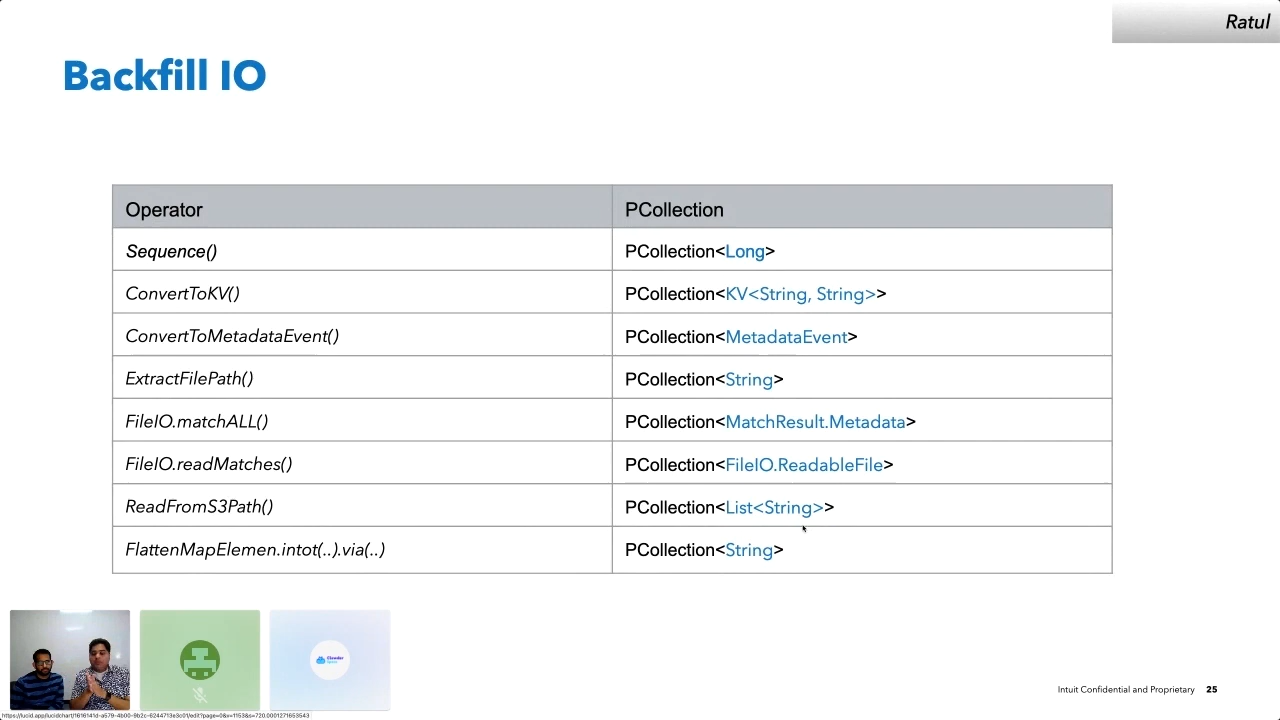 Ratul
Backfill IO
Operator PCollection
Sequence() PCollection<Long>
ConvertToKV() PCollection<KV<String, String>>
ConvertToMetadataEvent() PCollection<MetadataEvent>
ExtractFilePath() PCollection<String>
FileIO.matchALL() PCollection<MatchResult.Metadata>
FileIO.readMatches() PCollection<FileIO.ReadableFile>
ReadFromS3Path() PCollection<List<String>>
FlattenMapElemen.intot(..).via(..) PCollection<String>
Intuit Confidential and Proprietary 25